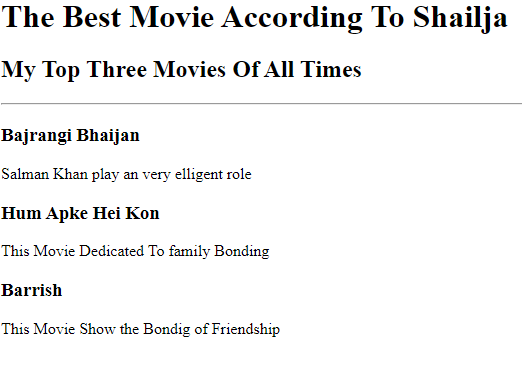 The Best Movie According To Shailja
My Top Three Movies Of All Times
Bajrangi Bhaijan
Salman Khan play an very elligent role
Hum Apke Hei Kon
This Movie Dedicated To family Bonding
Barrish
This Movie Show the Bondig of Friendship